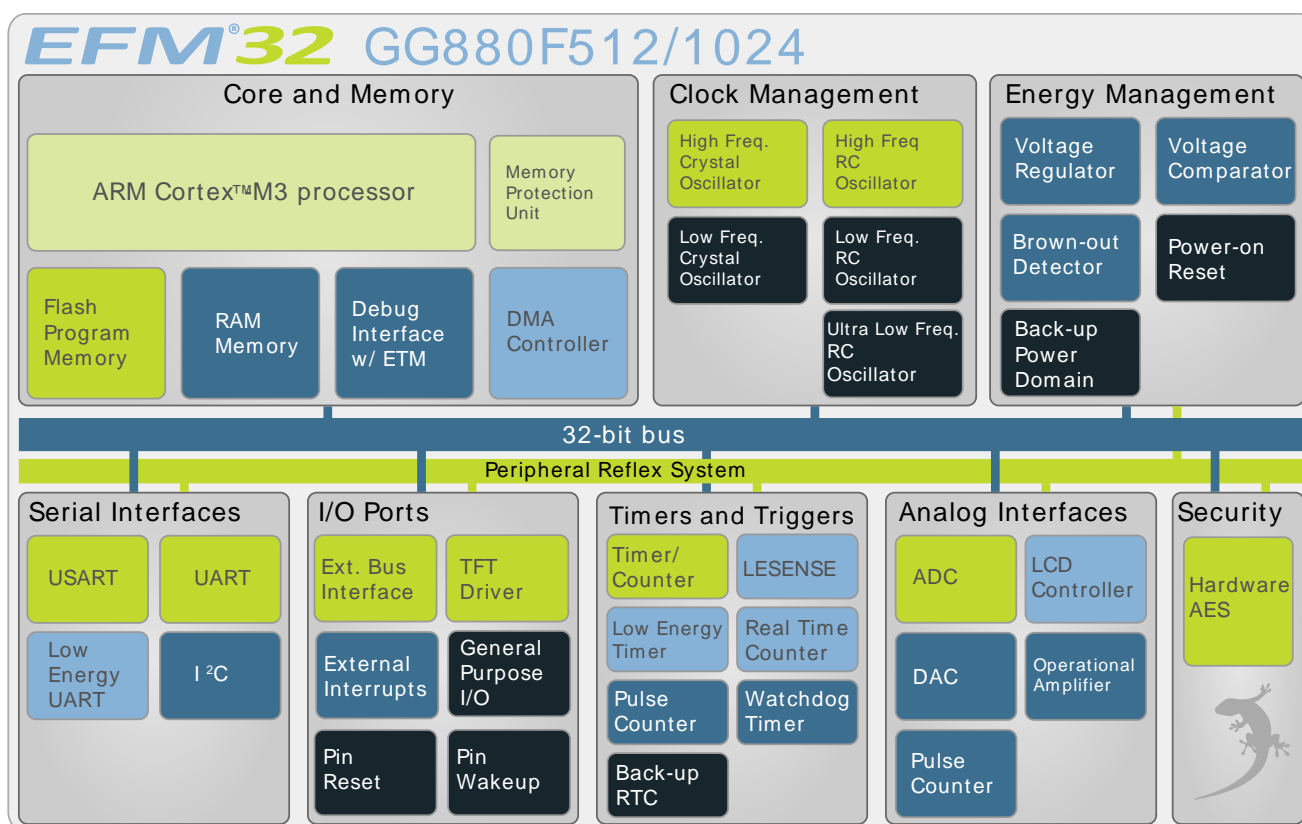 EFM®32 GG880F512/1024
Core and Memory
ARM Cortex™M3 processor
Memory
Protection
Unit
Flash
Program
Memory
RAM
Memory
Debug
Interface
w/ ETM
DMA
Controller
Clock Management
High Freq.
Crystal
Oscillator
High Freq
RC
Oscillator
Low Freq.
Crystal
Oscillator
Low Freq.
RC
Oscillator
Ultra Low Freq.
RC
Oscillator
Energy Management
Voltage
Regulator
Voltage
Comparator
Brown-out
Detector
Power-on
Reset
Back-up
Power
Domain
32-bit bus
Peripheral Reflex System
Serial Interfaces
USART
UART
Low
Energy
UART
I²C
I/O Ports
Ext. Bus
Interface
TFT
Driver
External
Interrupts
General
Purpose
I/O
Pin
Reset
Pin
Wakeup
Timers and Triggers
Timer/
Counter
LESENSE
Low Energy
Timer
Real Time
Counter
Pulse
Counter
Watchdog
Timer
Back-up
RTC
Analog Interfaces
ADC
LCD
Controller
DAC
Operational
Amplifier
Pulse
Counter
Security
Hardware
AES